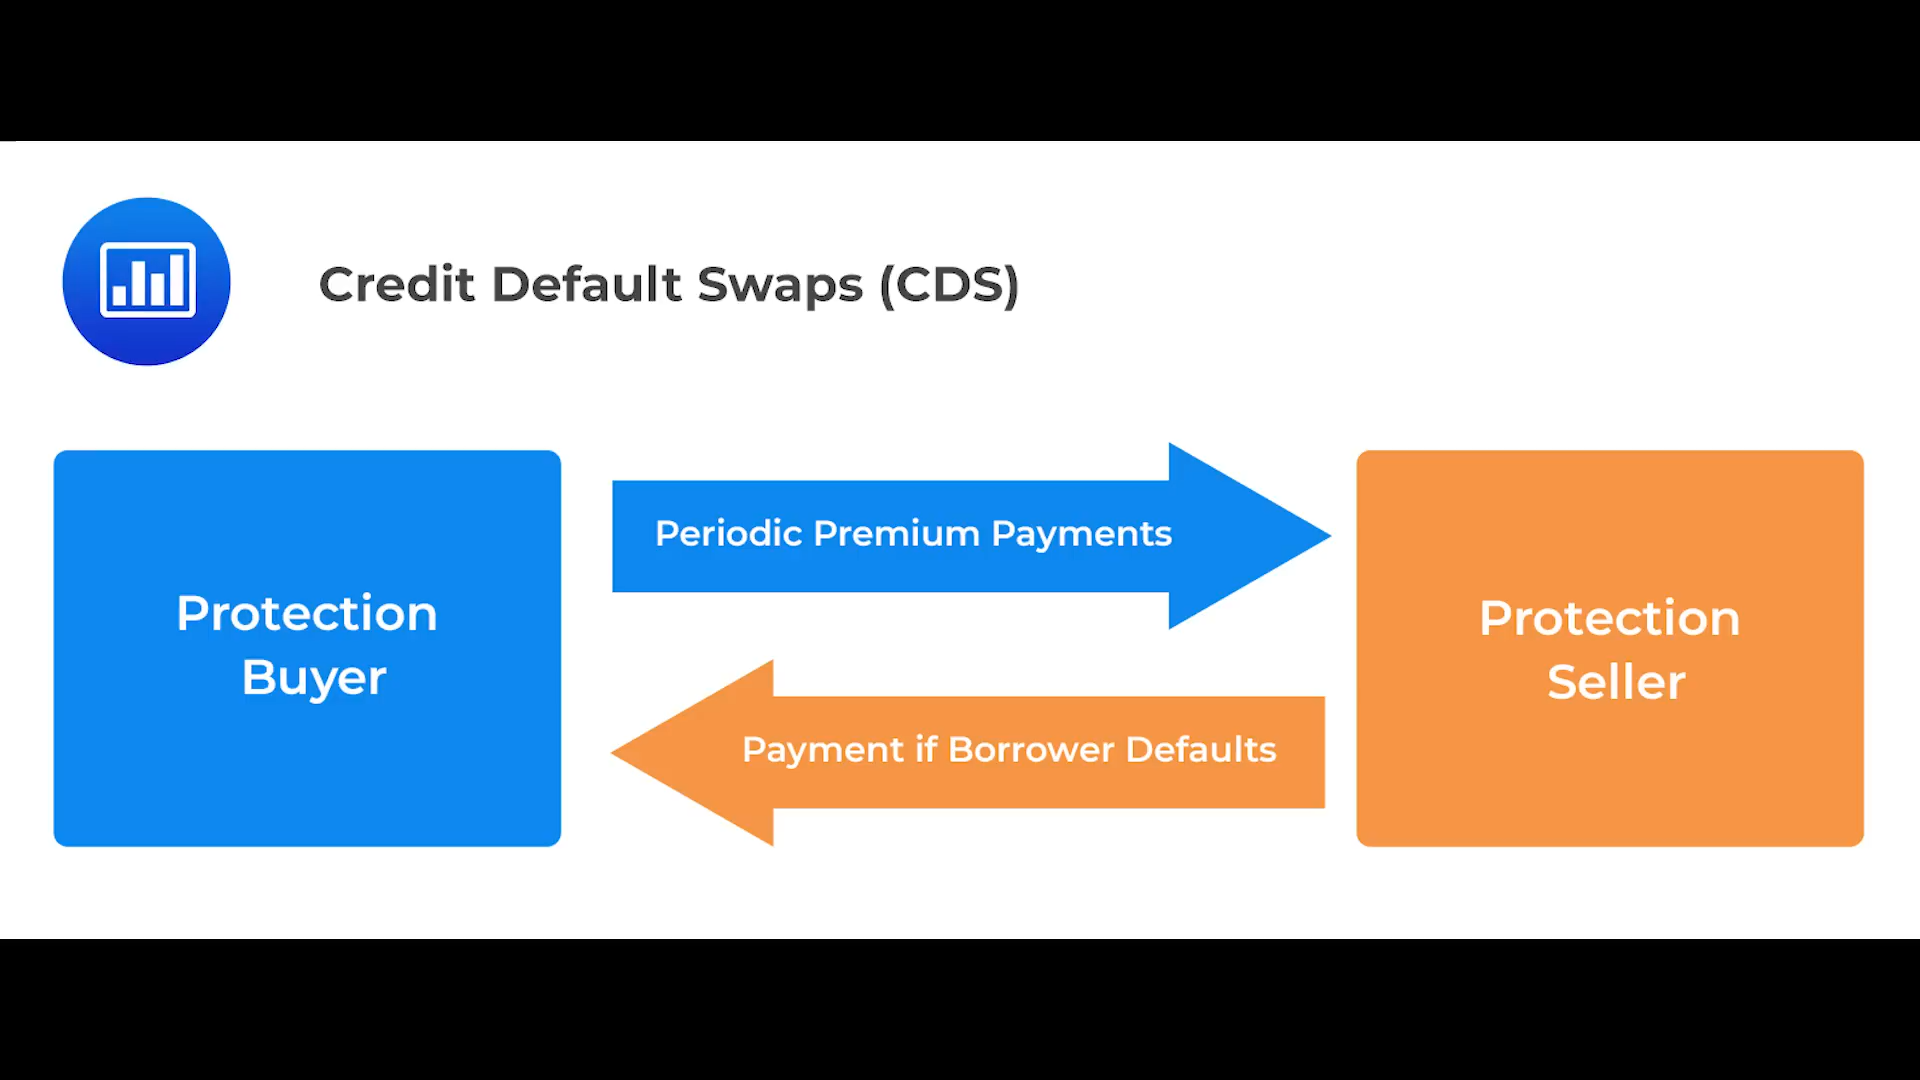 Credit Default Swaps (CDS)
Periodic Premium Payments
Protection
Buyer
Protection
Seller
Payment if Borrower Defaults